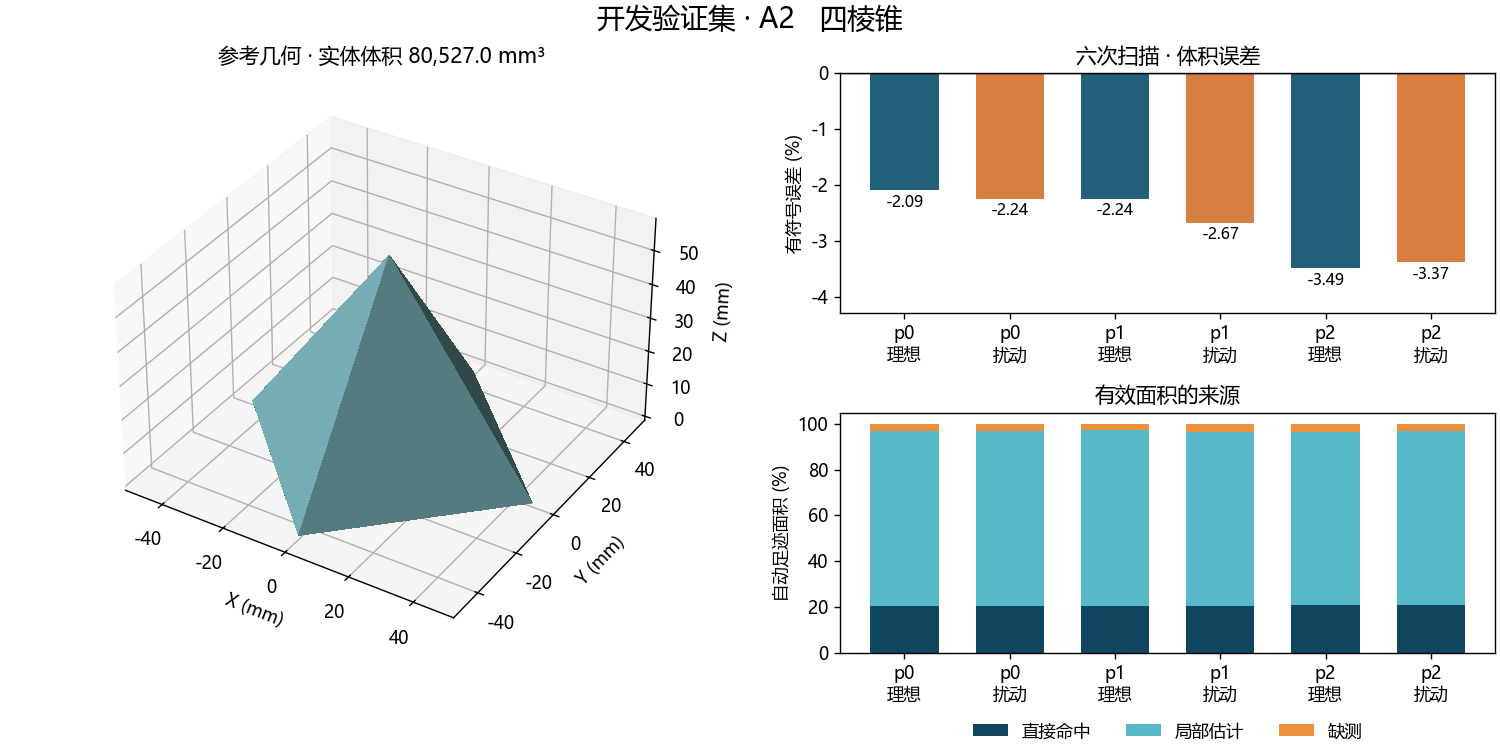 开发验证集 · A2 四棱锥
参考几何 · 实体体积 80,527.0 mm³
50
40
30
20
10
0
Z (mm)
-40
-20
0
20
40
X (mm)
-40
-20
0
20
40
Y (mm)
六次扫描 · 体积误差
有符号误差 (%)
0
-1
-2
-3
-4
-2.09
-2.24
-2.24
-2.67
-3.49
-3.37
p0 p0 p1 p1 p2 p2
理想 扰动 理想 扰动 理想 扰动
有效面积的来源
自动足迹面积 (%)
100
80
60
40
20
0
p0 p0 p1 p1 p2 p2
理想 扰动 理想 扰动 理想 扰动
直接命中 局部估计 缺测